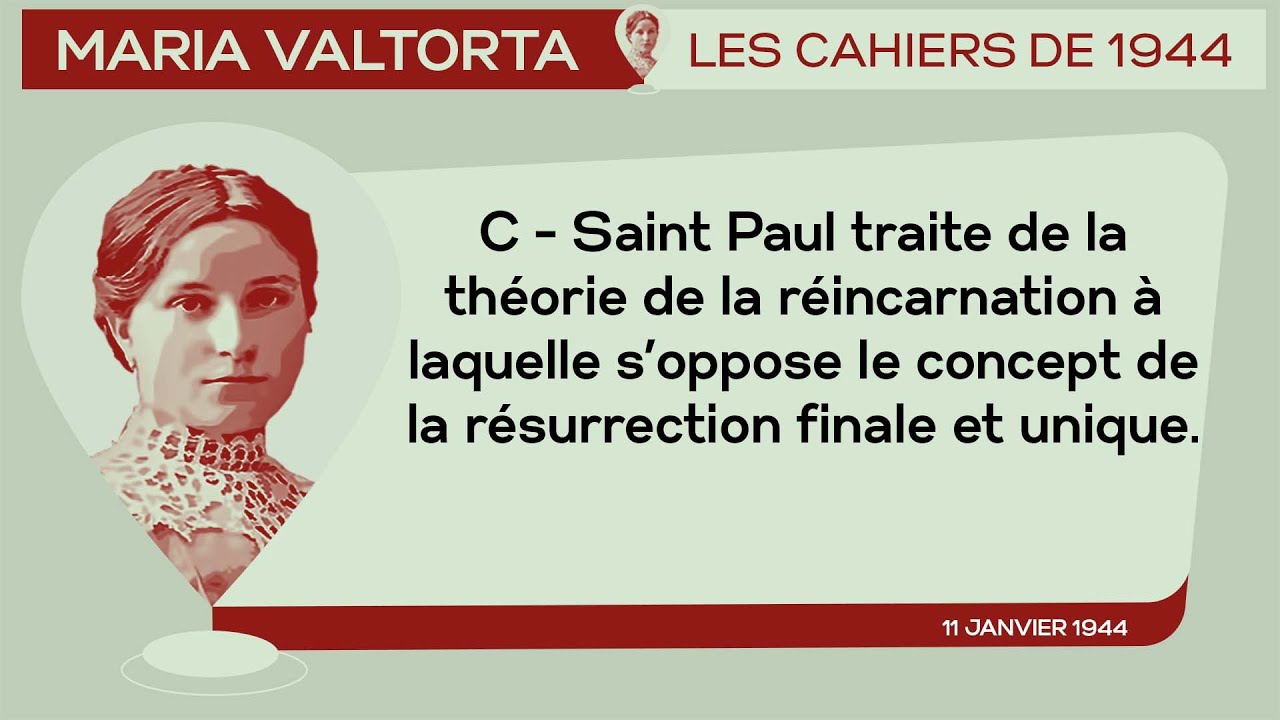 MARIA VALTORTA
LES CAHIERS DE 1944
C - Saint Paul traite de la
théorie de la réincarnation à
laquelle s'oppose le concept de
la résurrection finale et unique.
11 JANVIER 1944